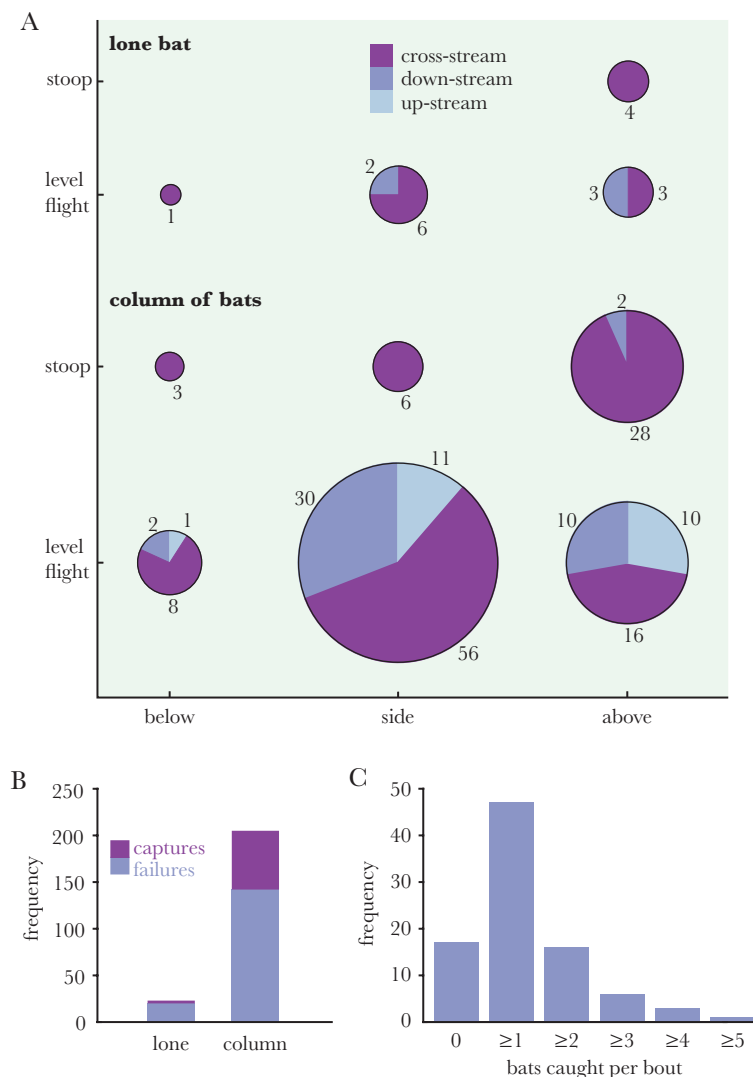 A
lone bat
cross-stream
down-stream
up-stream
stoop
4
level
flight
1
2
6
3
3
column of bats
stoop
3
6
2
28
level
flight
2
1
8
30
11
56
10
10
16
below
side
above
B
250
200
150
100
50
0
frequency
captures
failures
lone
column
C
50
40
30
20
10
0
frequency
0
≥1
≥2
≥3
≥4
≥5
bats caught per bout